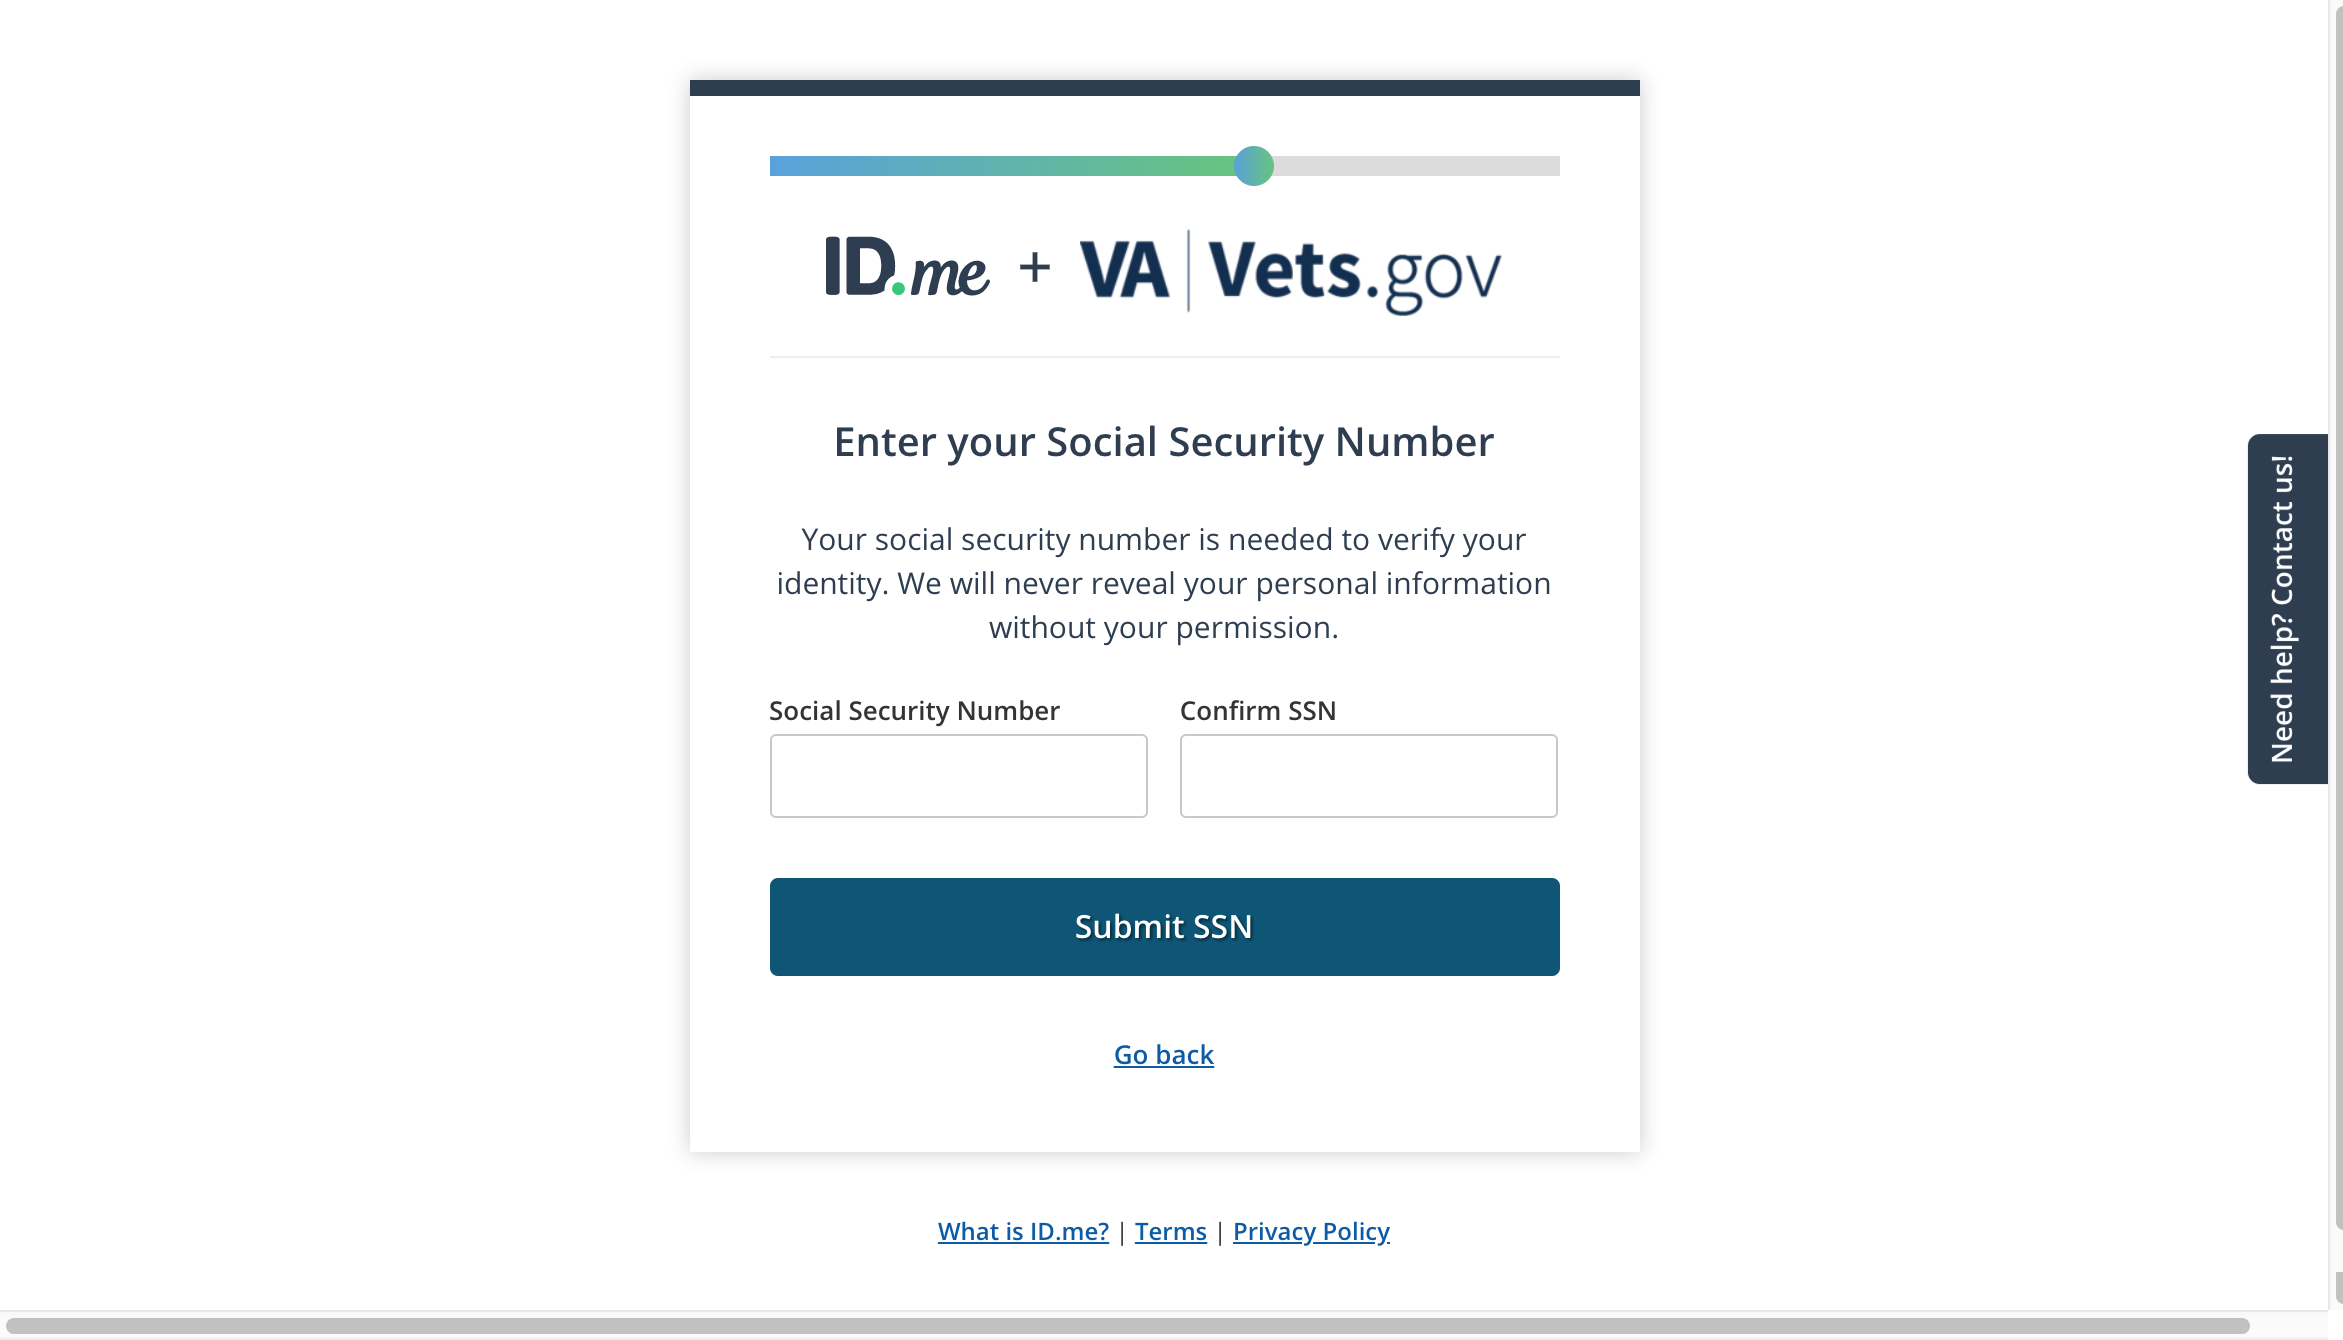 ID.me + VA | Vets.gov
Enter your Social Security Number
Your social security number is needed to verify your
identity. We will never reveal your personal information
without your permission.
Social Security Number
Confirm SSN
Submit SSN
Go back
What is ID.me? | Terms | Privacy Policy
Need help? Contact us!